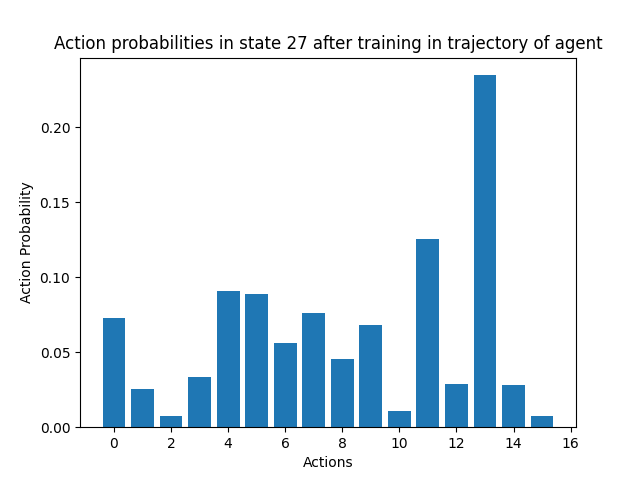 Action probabilities in state 27 after training in trajectory of agent
Action Probability
0.20
0.15
0.10
0.05
0.00
0 2 4 6 8 10 12 14 16
Actions